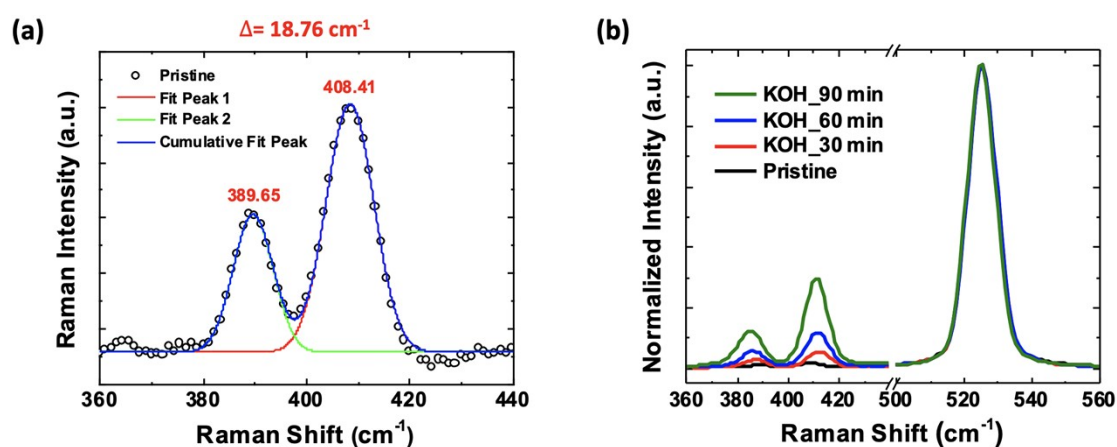 (a)
Δ= 18.76 cm⁻¹
Pristine
Fit Peak 1
Fit Peak 2
Cumulative Fit Peak
389.65
408.41
Raman Intensity (a.u.)
360 380 400 420 440
Raman Shift (cm⁻¹)
(b)
KOH_90 min
KOH_60 min
KOH_30 min
Pristine
Normalized Intensity (a.u.)
360 380 400 420 500 520 540 560
Raman Shift (cm⁻¹)